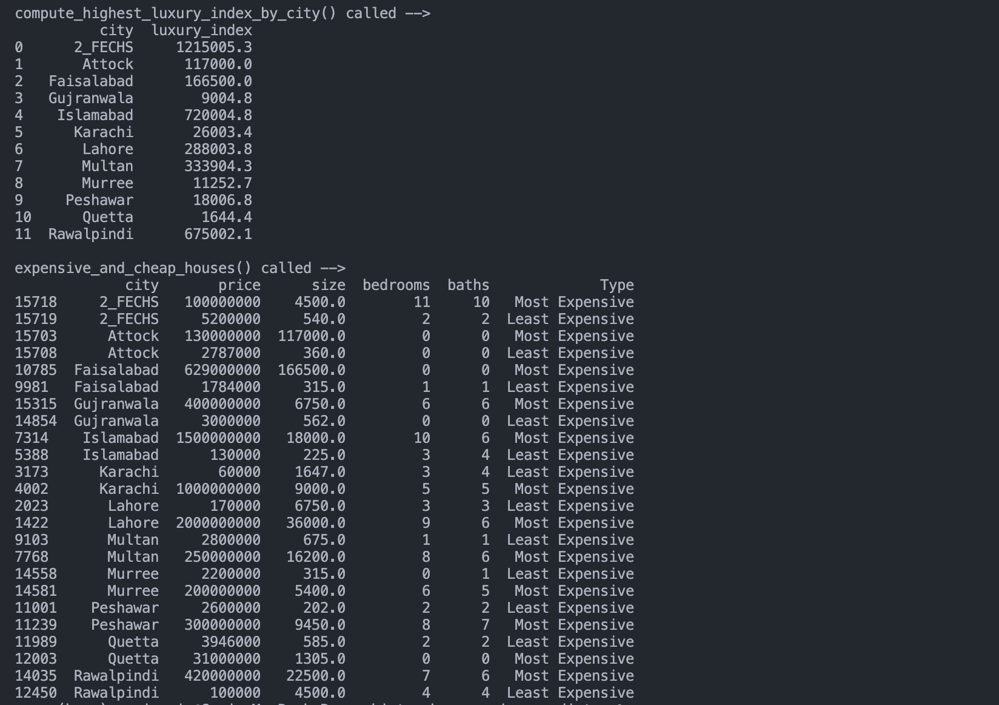 compute_highest_luxury_index_by_city() called -->
city luxury_index
0 2_FECHS 1215005.3
1 Attock 117000.0
2 Faisalabad 166500.0
3 Gujranwala 9004.8
4 Islamabad 720004.8
5 Karachi 26003.4
6 Lahore 288003.8
7 Multan 333904.3
8 Murree 11252.7
9 Peshawar 18006.8
10 Quetta 1644.4
11 Rawalpindi 675002.1
expensive_and_cheap_houses() called -->
city price size bedrooms baths Type
15718 2_FECHS 100000000 4500.0 11 10 Most Expensive
15719 2_FECHS 5200000 540.0 2 2 Least Expensive
15703 Attock 130000000 117000.0 0 0 Most Expensive
15708 Attock 2787000 360.0 0 0 Least Expensive
10785 Faisalabad 629000000 166500.0 0 0 Most Expensive
9981 Faisalabad 1784000 315.0 1 1 Least Expensive
15315 Gujranwala 400000000 6750.0 6 6 Most Expensive
14854 Gujranwala 3000000 562.0 0 0 Least Expensive
7314 Islamabad 1500000000 18000.0 10 6 Most Expensive
5388 Islamabad 130000 225.0 3 4 Least Expensive
3173 Karachi 60000 1647.0 3 4 Least Expensive
4002 Karachi 1000000000 9000.0 5 5 Most Expensive
2023 Lahore 170000 6750.0 3 3 Least Expensive
1422 Lahore 2000000000 36000.0 9 6 Most Expensive
9103 Multan 2800000 675.0 1 1 Least Expensive
7768 Multan 250000000 16200.0 8 6 Most Expensive
14558 Murree 2200000 315.0 0 1 Least Expensive
14581 Murree 200000000 5400.0 6 5 Most Expensive
11001 Peshawar 2600000 202.0 2 2 Least Expensive
11239 Peshawar 300000000 9450.0 8 7 Most Expensive
11989 Quetta 3946000 585.0 2 2 Least Expensive
12003 Quetta 31000000 1305.0 0 0 Most Expensive
14035 Rawalpindi 420000000 22500.0 7 6 Most Expensive
12450 Rawalpindi 100000 4500.0 4 4 Least Expensive